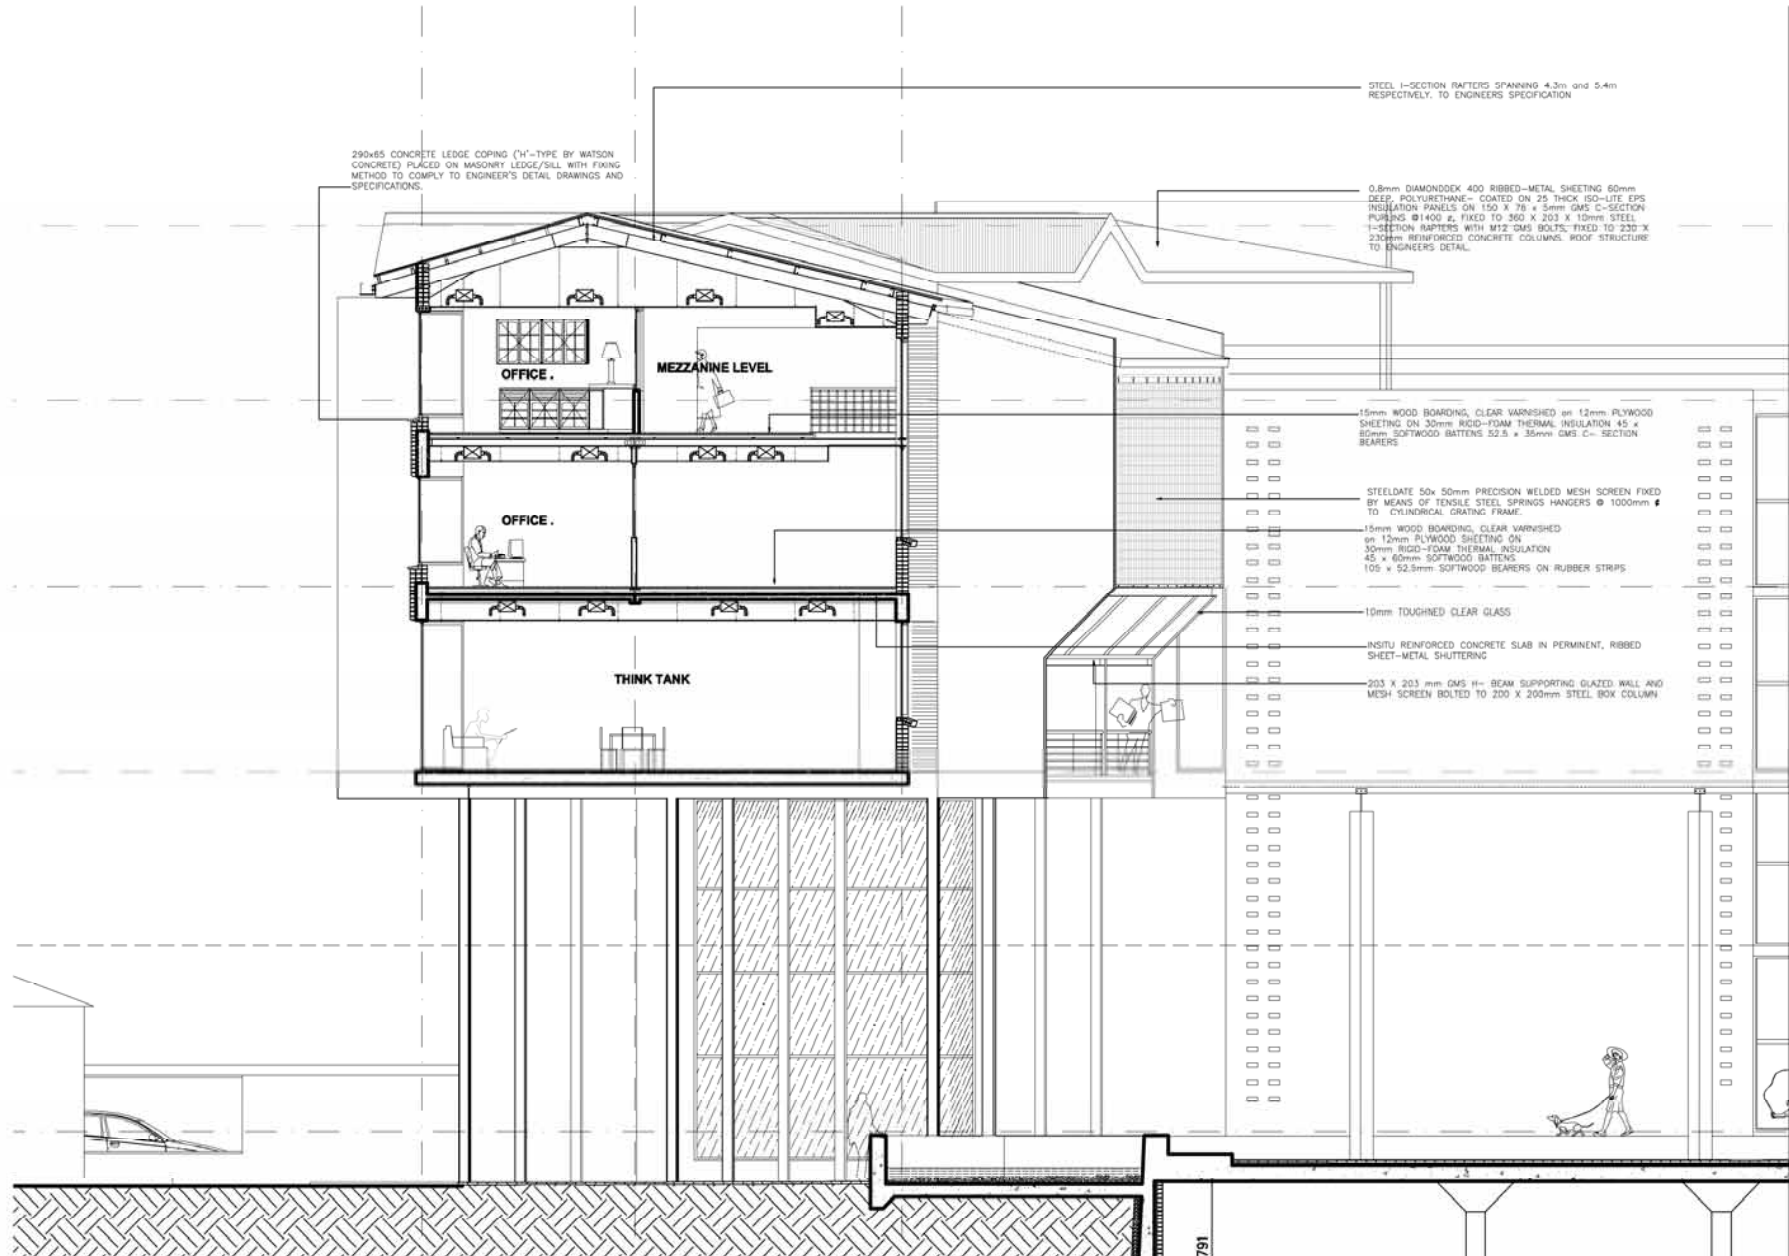 STEEL I-SECTION RAFTERS SPANNING 4.3m and 5.4m
RESPECTIVELY. TO ENGINEERS SPECIFICATION
290x65 CONCRETE LEDGE COPING ('H'-TYPE BY WATSON
CONCRETE) PLACED ON MASONRY LEDGE/SILL WITH FIXING
METHOD TO COMPLY TO ENGINEER'S DETAIL DRAWINGS AND
SPECIFICATIONS.
0.8mm DIAMONDDEK 400 RIBBED-METAL SHEETING 60mm
DEEP, POLYURETHANE- COATED ON 25 THICK ISO-LITE EPS
INSULATION PANELS ON 150 X 76 x 5mm GMS C-SECTION
PURLINS @1400 FIXED TO 360 X 203 X 10mm STEEL
I-SECTION RAFTERS WITH M12 GMS BOLTS, FIXED TO 230 X
230mm REINFORCED CONCRETE COLUMNS. ROOF STRUCTURE
TO ENGINEERS DETAIL.
OFFICE .
MEZZANINE LEVEL
15mm WOOD BOARDING, CLEAR VARNISHED on 12mm PLYWOOD
SHEETING ON 30mm RIGID-FOAM THERMAL INSULATION 45 x
60mm SOFTWOOD BATTENS 52.5 x 35mm GMS C- SECTION
BEARERS
STEELDATE 50x 50mm PRECISION WELDED MESH SCREEN FIXED
BY MEANS OF TENSILE STEEL SPRINGS HANGERS @ 1000mm
TO CYLINDRICAL GRATING FRAME.
OFFICE .
15mm WOOD BOARDING, CLEAR VARNISHED
on 12mm PLYWOOD SHEETING ON
30mm RIGID-FOAM THERMAL INSULATION
45 x 60mm SOFTWOOD BATTENS
105 x 52.5mm SOFTWOOD BEARERS ON RUBBER STRIPS
10mm TOUGHNED CLEAR GLASS
INSITU REINFORCED CONCRETE SLAB IN PERMINENT, RIBBED
SHEET-METAL SHUTTERING
THINK TANK
203 X 203 mm GMS H- BEAM SUPPORTING GLAZED WALL AND
MESH SCREEN BOLTED TO 200 X 200mm STEEL BOX COLUMN
791